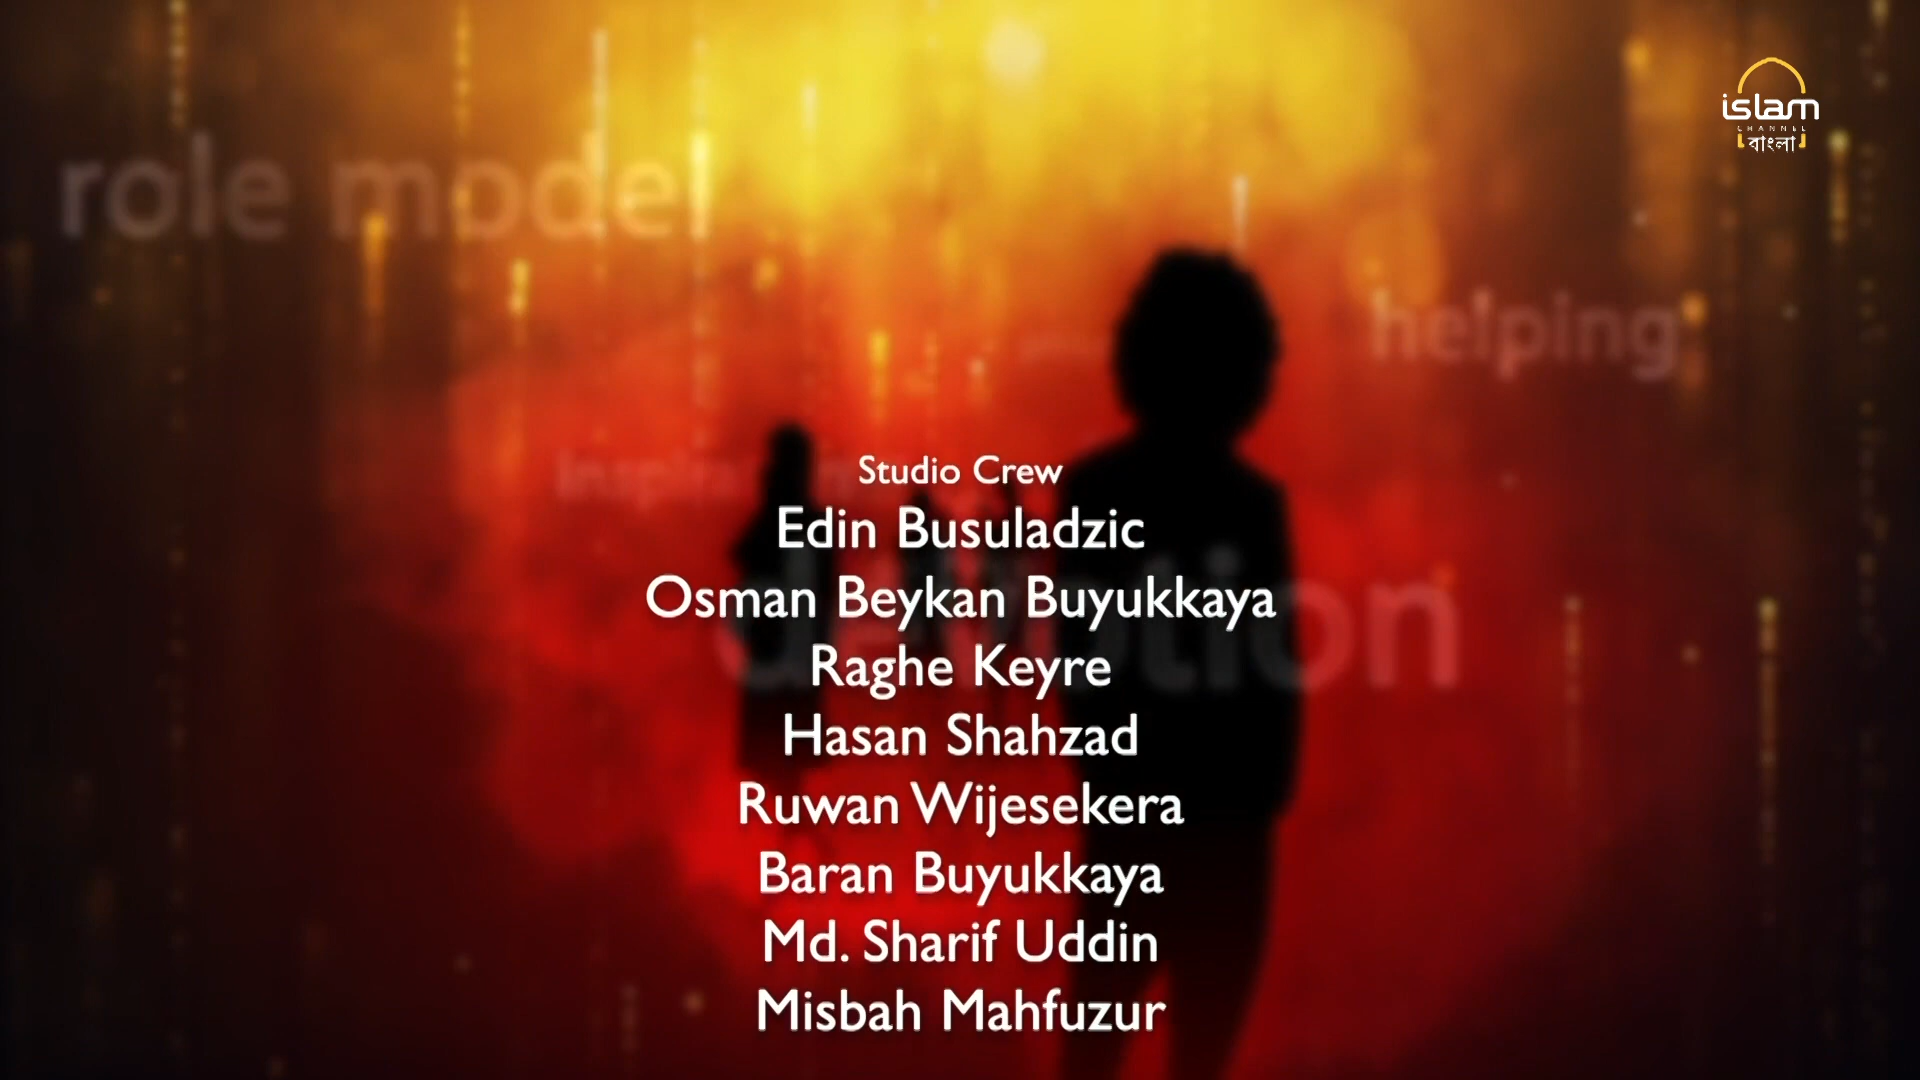 islam
CHANNEL
বাংলা
role model
helping
Studio Crew
Edin Busuladzic
Osman Beykan Buyukkaya
devotion
Raghe Keyre
Hasan Shahzad
Ruwan Wijesekera
Baran Buyukkaya
Md. Sharif Uddin
Misbah Mahfuzur